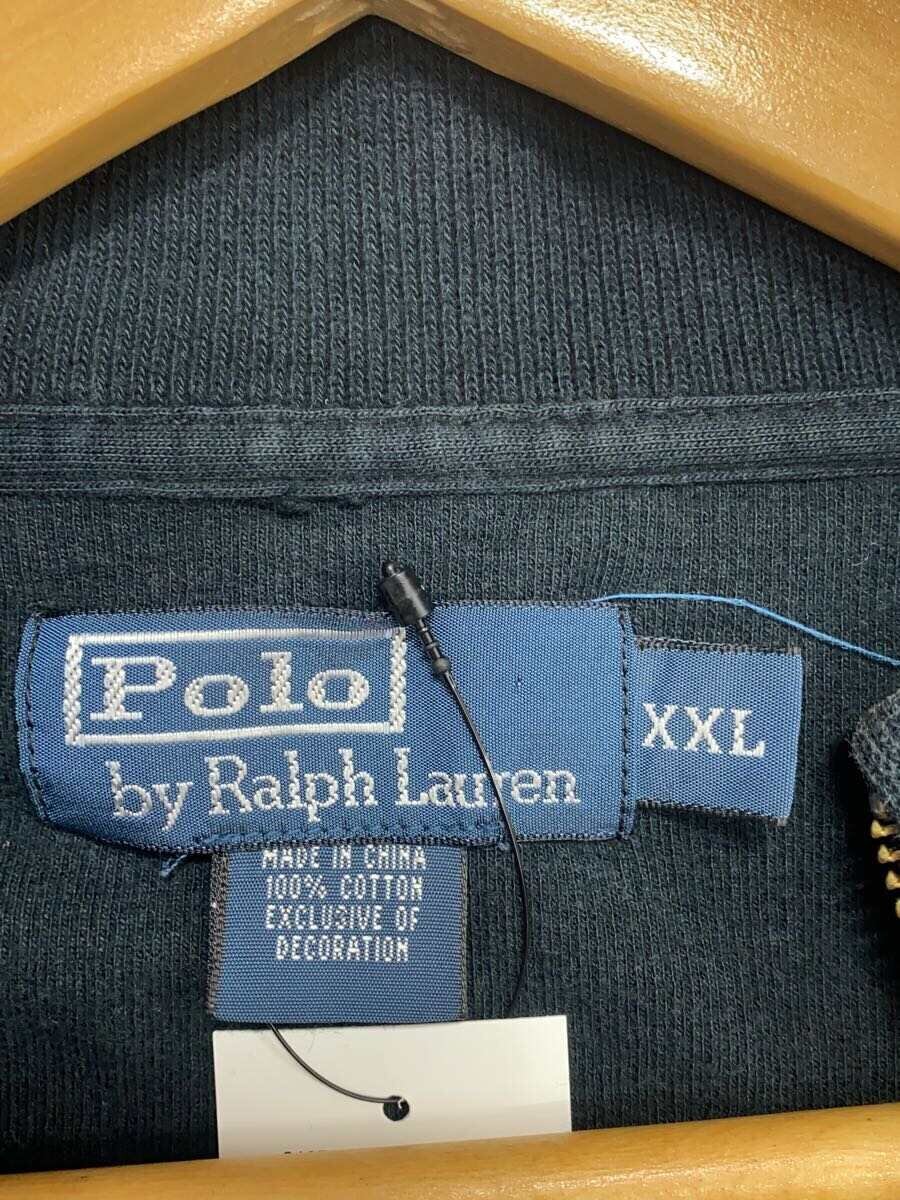 Polo
by Ralph Lauren
XXL
MADE IN CHINA
100% COTTON
EXCLUSIVE OF
DECORATION